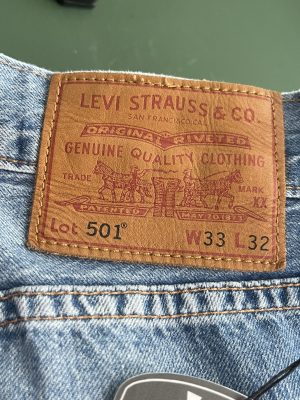 LEVI STRAUSS & CO.
SAN FRANCISCO, CAL.
ORIGINAL RIVETED
GENUINE QUALITY CLOTHING
TRADE MARK
PATENTED MAY 20 1873
XX
Lot 501® W33 L32